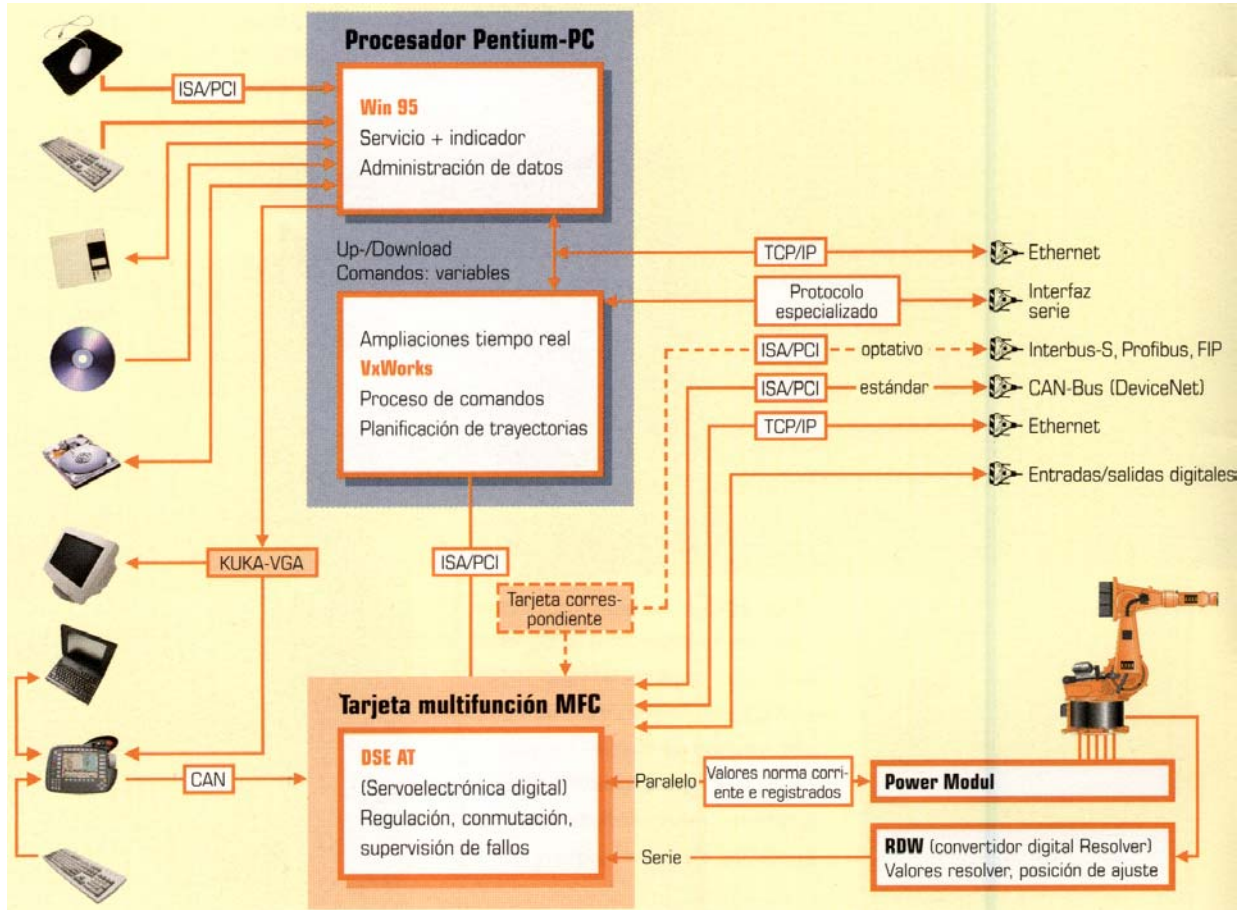 Procesador Pentium-PC
ISA/PCI
Win 95
Servicio + indicador
Administración de datos
Up-/Download
Comandos: variables
TCP/IP
Ethernet
Protocolo
especializado
Interfaz
serie
Ampliaciones tiempo real
VxWorks
Proceso de comandos
Planificación de trayectorias
ISA/PCI
optativo
Interbus-S, Profibus, FIP
ISA/PCI
estándar
CAN-Bus (DeviceNet)
TCP/IP
Ethernet
Entradas/salidas digitales
KUKA-VGA
ISA/PCI
Tarjeta corres-
pondiente
Tarjeta multifunción MFC
DSE AT
(Servoelectrónica digital)
Regulación, conmutación,
supervisión de fallos
CAN
Paralelo
Valores norma corri-
ente e registrados
Power Modul
Serie
RDW (convertidor digital Resolver)
Valores resolver, posición de ajuste